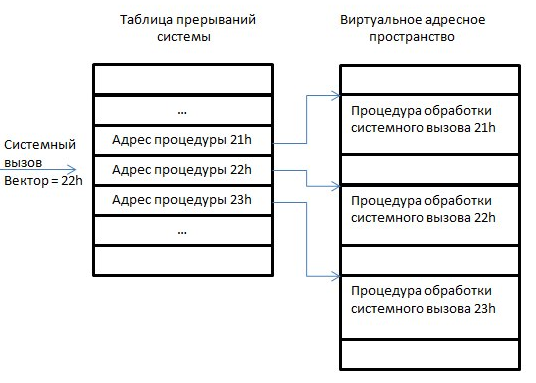 Таблица прерываний
системы
Виртуальное адресное
пространство
Системный
вызов
Вектор = 22h
...
Адрес процедуры 21h
Адрес процедуры 22h
Адрес процедуры 23h
...
Процедура обработки
системного вызова 21h
Процедура обработки
системного вызова 22h
Процедура обработки
системного вызова 23h